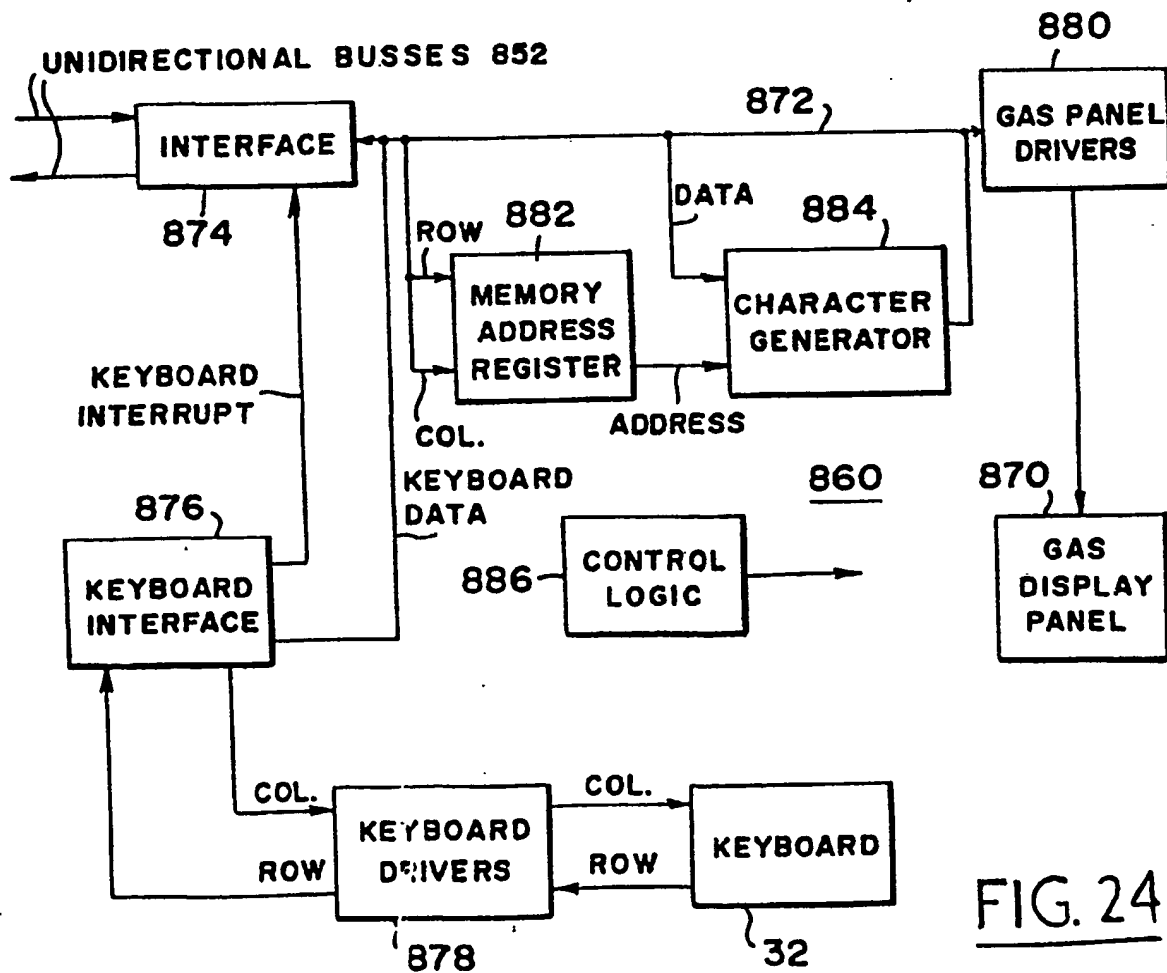 UNIDIRECTIONAL BUSSES 852
880
INTERFACE
872
GAS PANEL
DRIVERS
874
DATA
884
882
ROW
MEMORY
ADDRESS
REGISTER
CHARACTER
GENERATOR
KEYBOARD
INTERRUPT
COL.
ADDRESS
KEYBOARD
DATA
860
870
876
KEYBOARD
INTERFACE
886
CONTROL
LOGIC
GAS
DISPLAY
PANEL
COL.
COL.
KEYBOARD
DRIVERS
KEYBOARD
ROW
ROW
878
32
FIG. 24